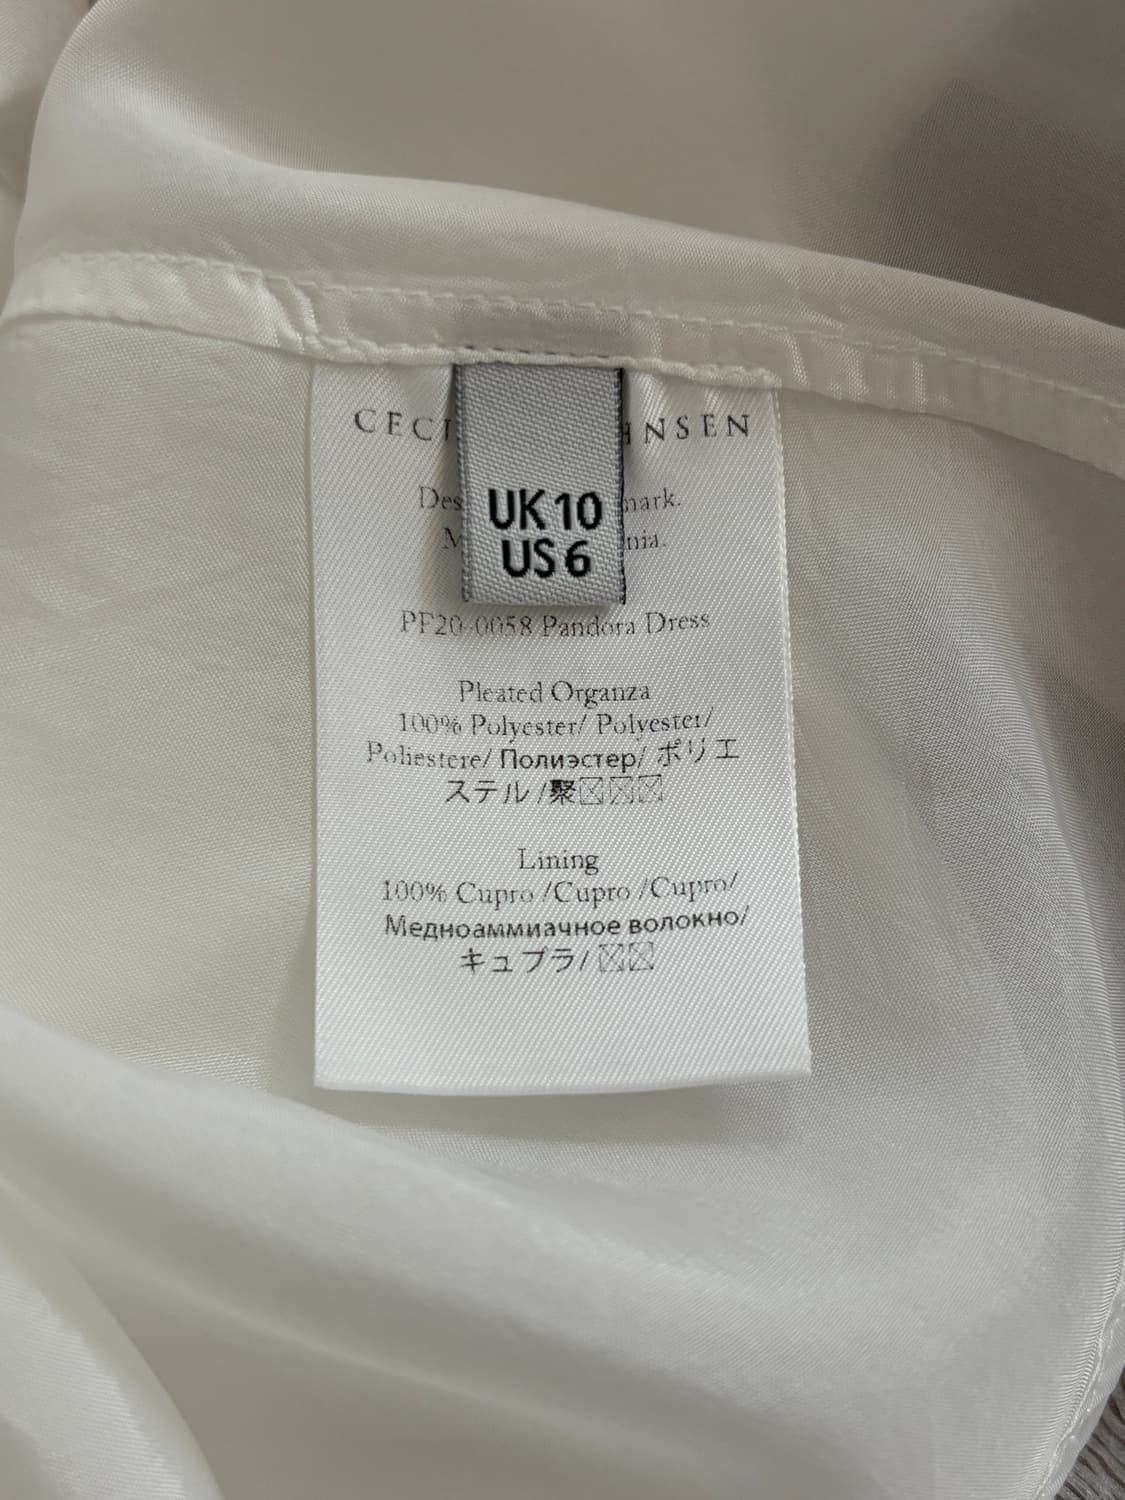 UK 10
US 6
PF20-0058 Pandora Dress
Pleated Organza
100% Polyester/ Polyester/
Poliestere/ Полиэстер/ ポリエ
ステル /聚
Lining
100% Cupro /Cupro /Cupro/
Медноаммиачное волокно/
キュプラ/